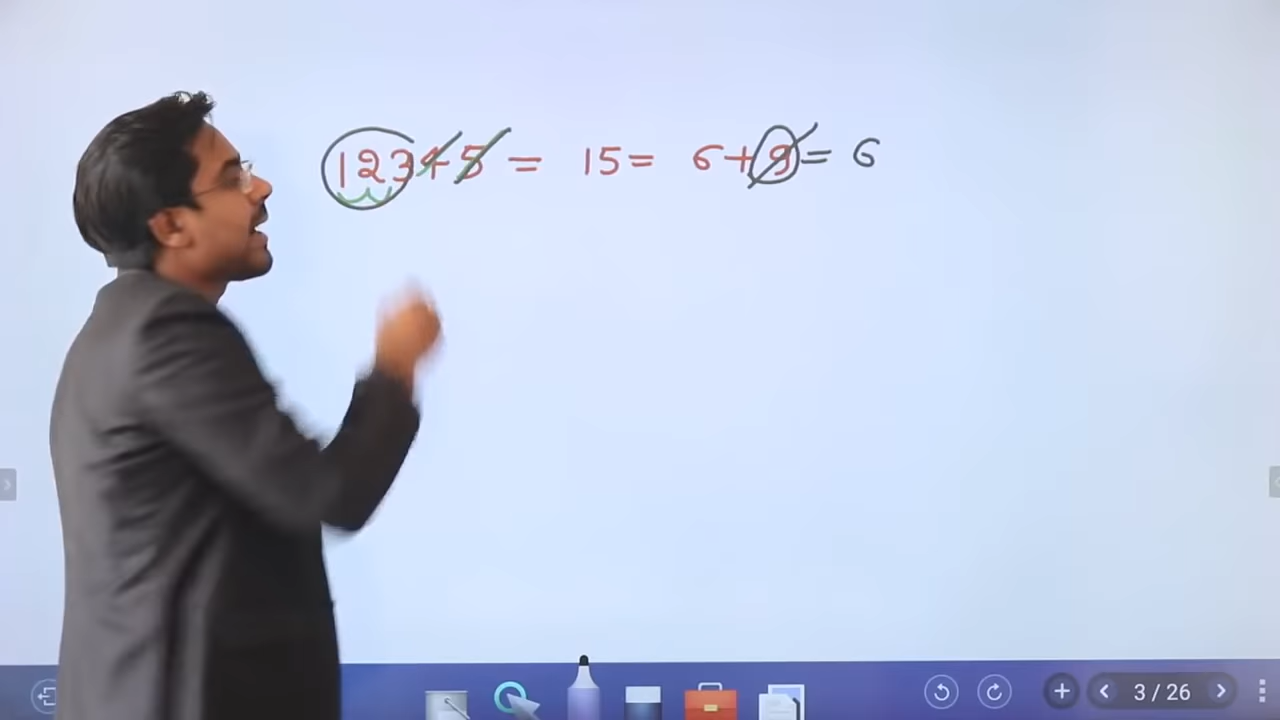 12345 = 15 = 6+9 = 6
3 / 26